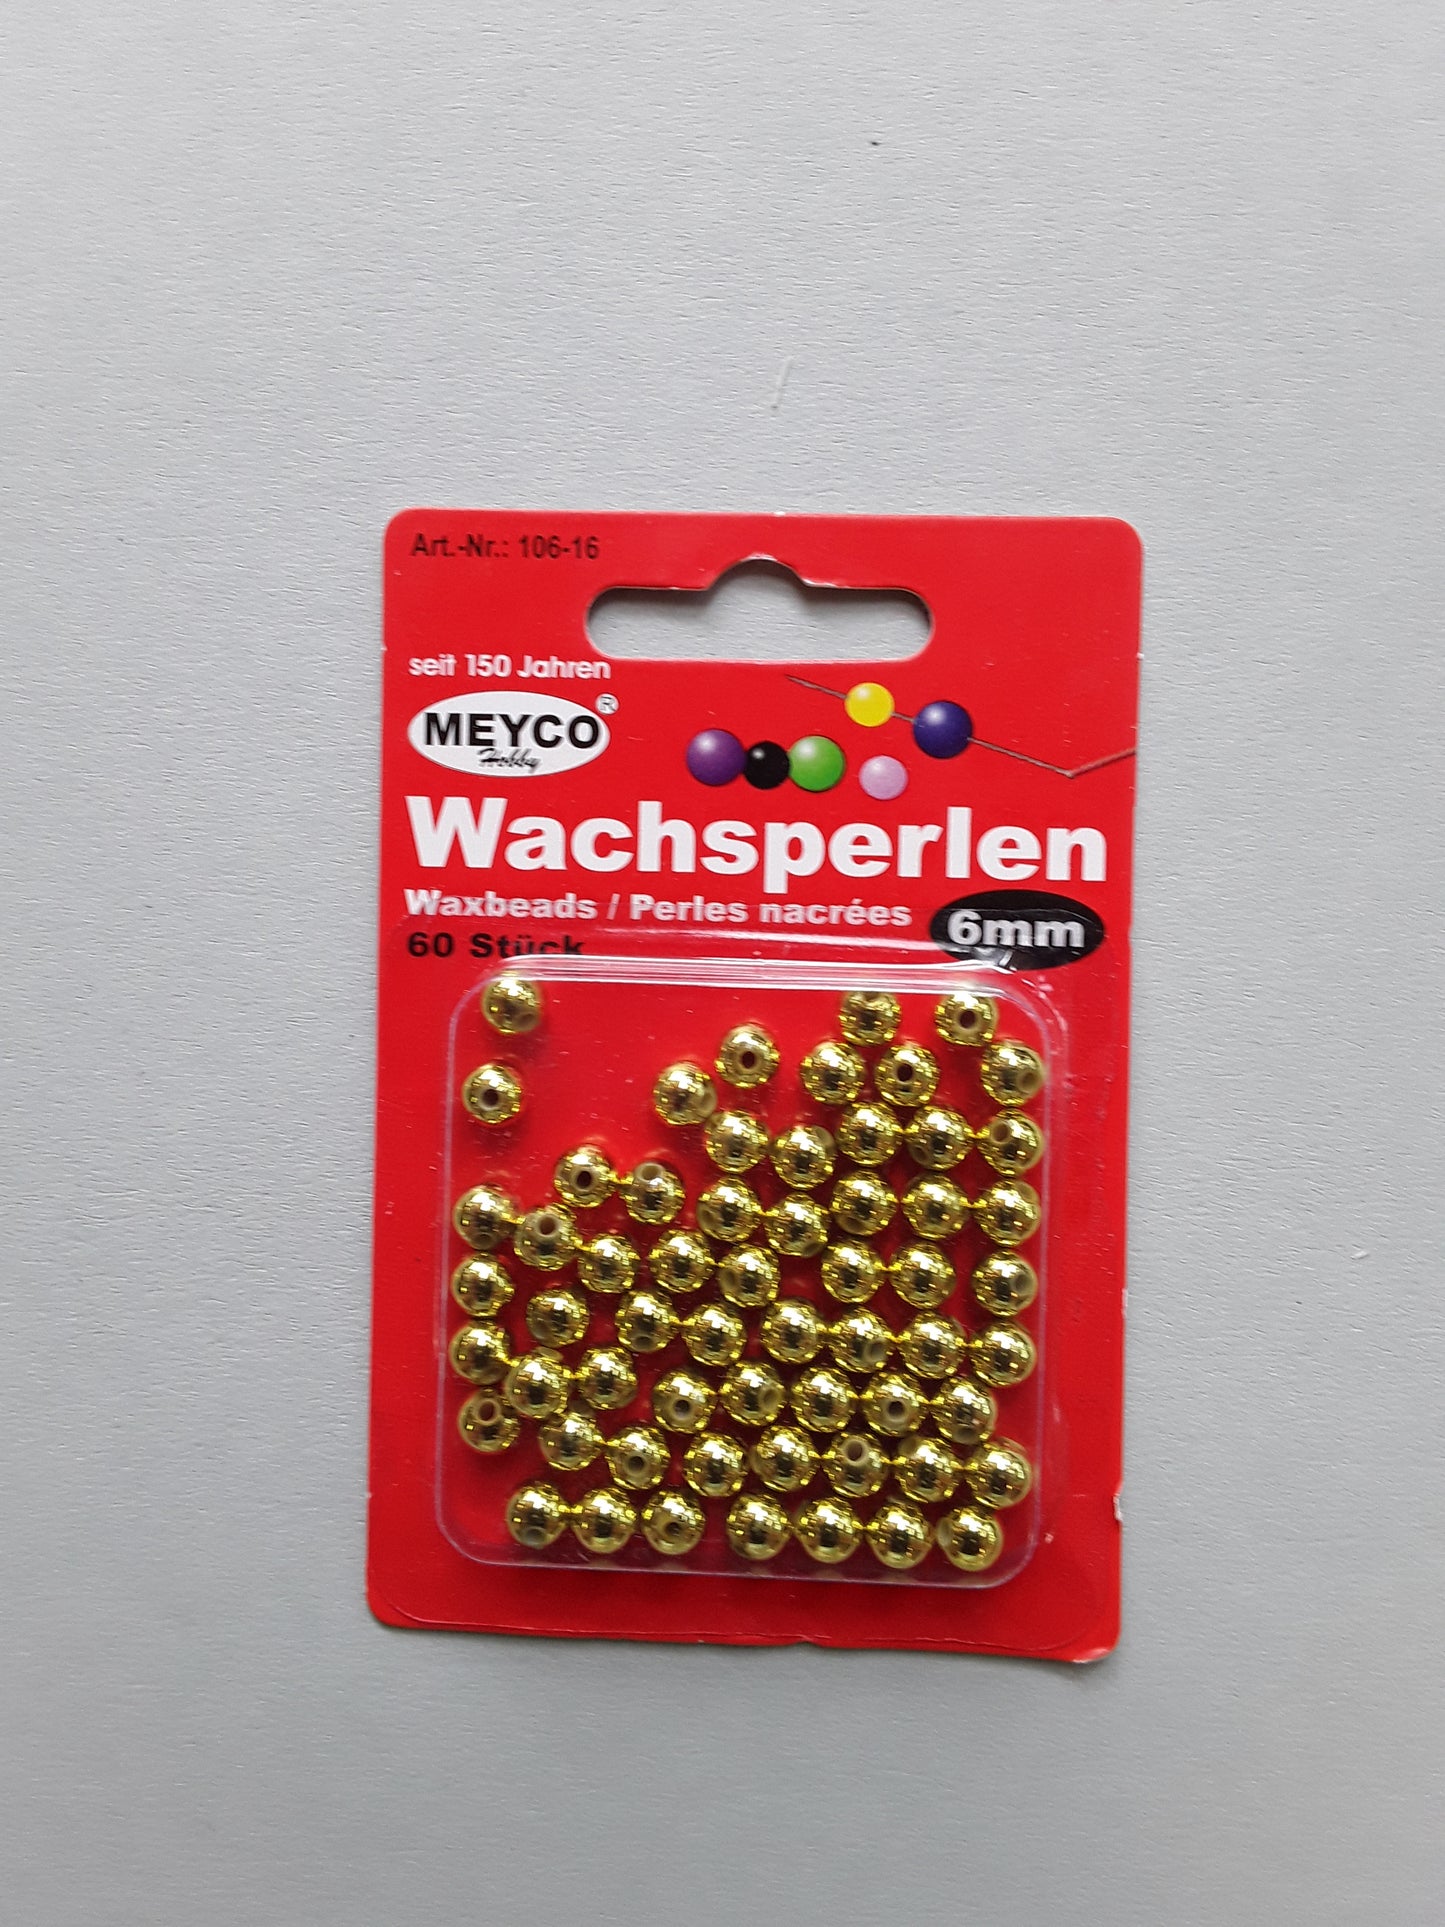 Art.-Nr.: 106-16
seit 150 Jahren
MEYCO®
Hobby
Wachsperlen
Waxbeads / Perles nacrées
6mm
60 Stück